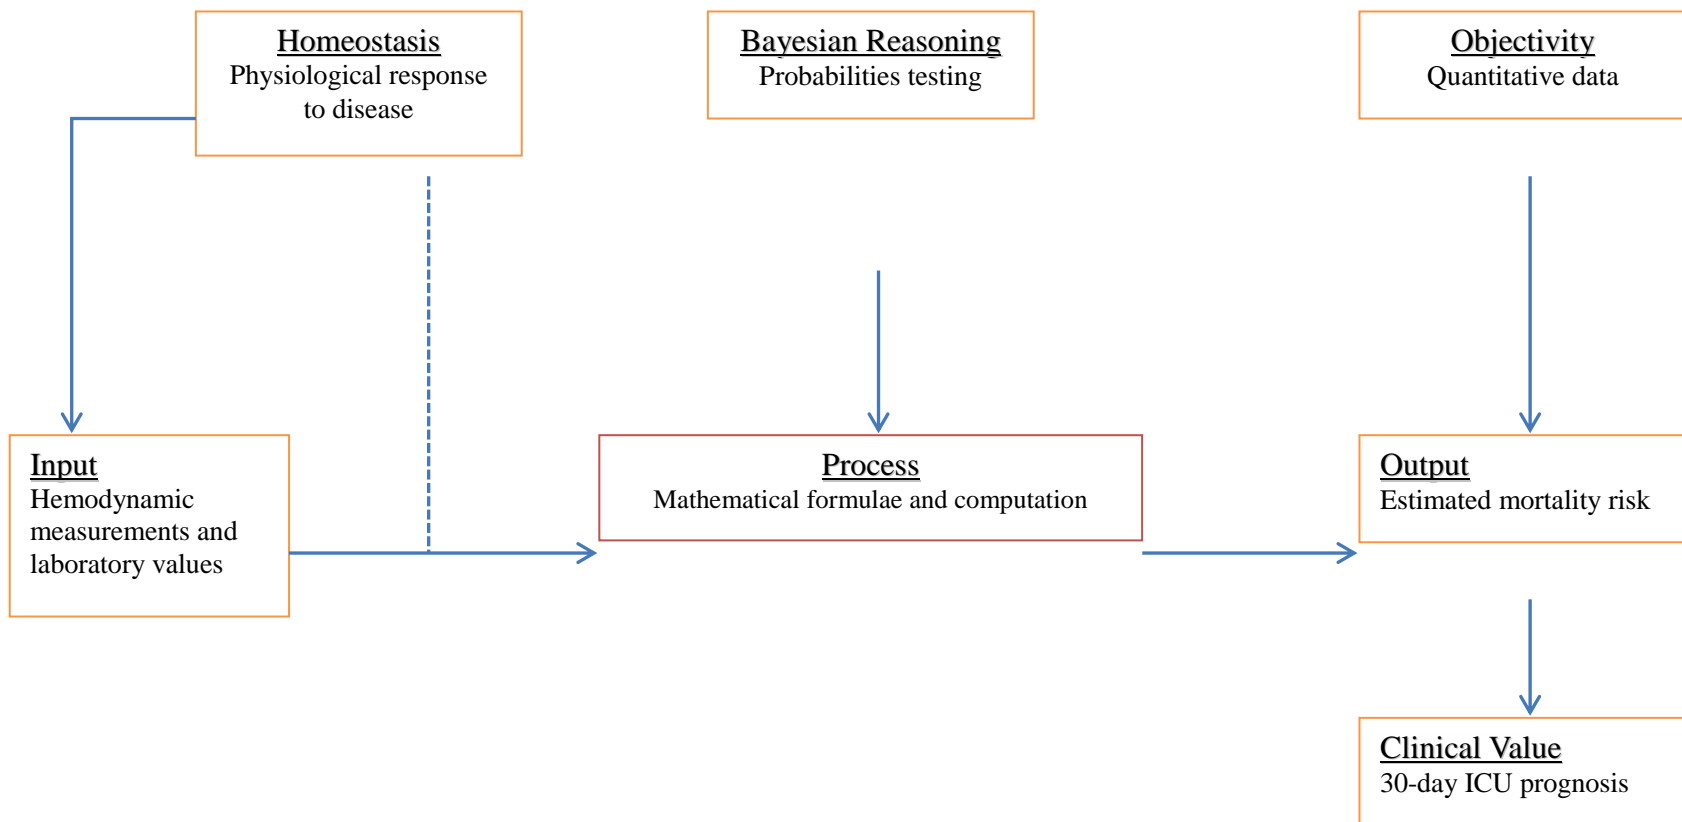 Homeostasis
Physiological response
to disease
Bayesian Reasoning
Probabilities testing
Objectivity
Quantitative data
Input
Hemodynamic
measurements and
laboratory values
Process
Mathematical formulae and computation
Output
Estimated mortality risk
Clinical Value
30-day ICU prognosis